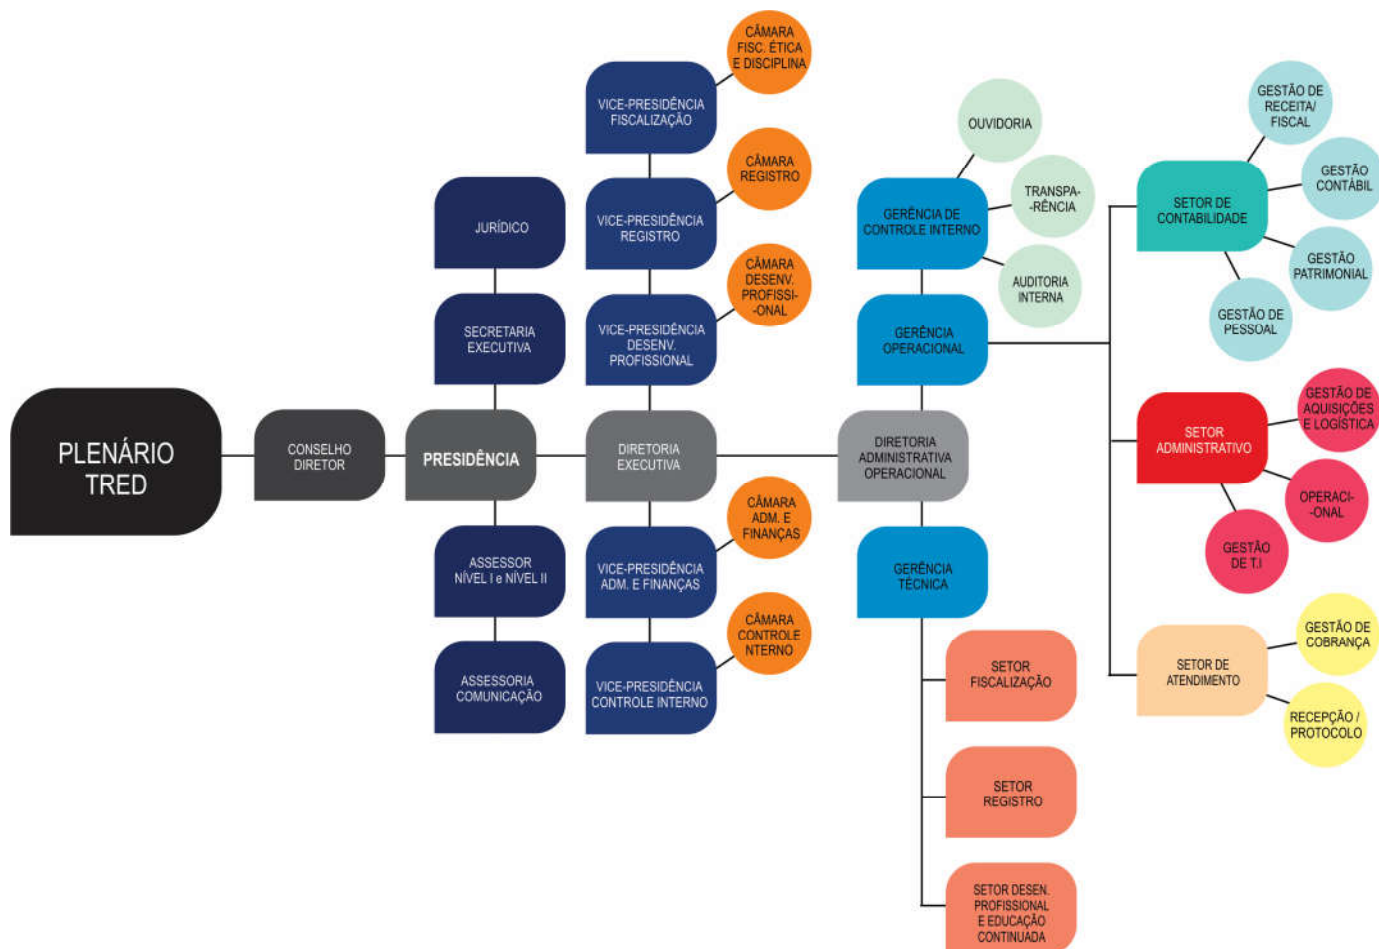 PLENÁRIO
TRED
CONSELHO
DIRETOR
JURÍDICO
SECRETARIA
EXECUTIVA
PRESIDÊNCIA
ASSESSOR
NÍVEL I e NÍVEL II
ASSESSORIA
COMUNICAÇÃO
CÂMARA
FISC. ÉTICA
E DISCIPLINA
VICE-PRESIDÊNCIA
FISCALIZAÇÃO
CÂMARA
REGISTRO
VICE-PRESIDÊNCIA
REGISTRO
CÂMARA
DESENV.
PROFISSI-
-ONAL
VICE-PRESIDÊNCIA
DESENV.
PROFISSIONAL
DIRETORIA
EXECUTIVA
CÂMARA
ADM. E
FINANÇAS
VICE-PRESIDÊNCIA
ADM. E FINANÇAS
CÂMARA
CONTROLE
NTERNO
VICE-PRESIDÊNCIA
CONTROLE INTERNO
OUVIDORIA
TRANSPA-
-RÊNCIA
GERÊNCIA DE
CONTROLE INTERNO
AUDITORIA
INTERNA
GERÊNCIA
OPERACIONAL
DIRETORIA
ADMINISTRATIVA
OPERACIONAL
GERÊNCIA
TÉCNICA
SETOR
FISCALIZAÇÃO
SETOR
REGISTRO
SETOR DESEN.
PROFISSIONAL
E EDUCAÇÃO
CONTINUADA
GESTÃO DE
RECEITA/
FISCAL
GESTÃO
CONTÁBIL
SETOR DE
CONTABILIDADE
GESTÃO
PATRIMONIAL
GESTÃO DE
PESSOAL
GESTÃO DE
AQUISIÇÕES
E LOGÍSTICA
SETOR
ADMINISTRATIVO
OPERACI-
-ONAL
GESTÃO
DE T.I
GESTÃO DE
COBRANÇA
SETOR DE
ATENDIMENTO
RECEPÇÃO /
PROTOCOLO